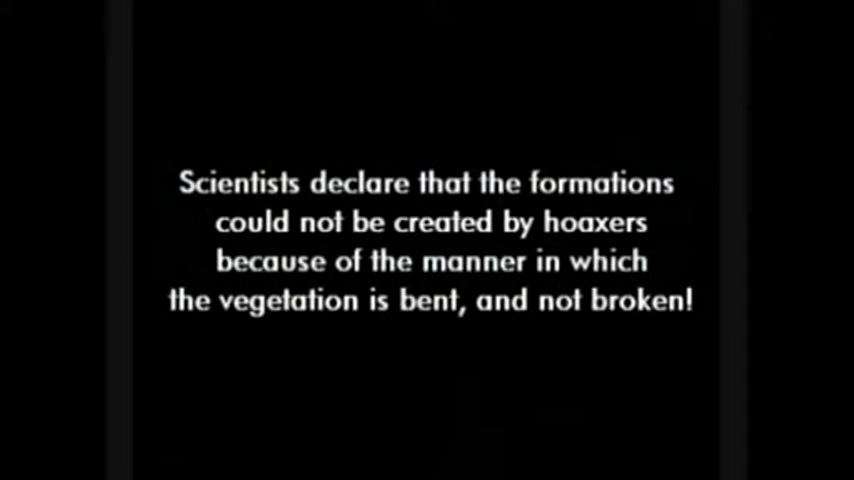 Scientists declare that the formations
could not be created by hoaxers
because of the manner in which
the vegetation is bent, and not broken!